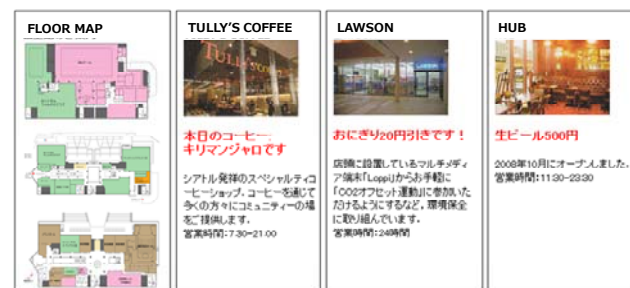 FLOOR MAP
TULLY'S COFFEE
本日のコーヒー、
キリマンジャロです
シアトル発祥のスペシャルティコ
ーヒーショップ。コーヒーを通じて
多くの方々にコミュニティーの場
をご提供します。
営業時間：7:30-21:00
LAWSON
おにぎり20円引きです！
店頭に設置しているマルチメディ
ア端末「Loppi」からお手軽に
「CO2オフセット運動」に参加いた
だけるようにするなど、環境保全
に取り組んでいます。
営業時間：24時間
HUB
生ビール500円
2008年10月にオープンしました。
営業時間：11:30-23:30